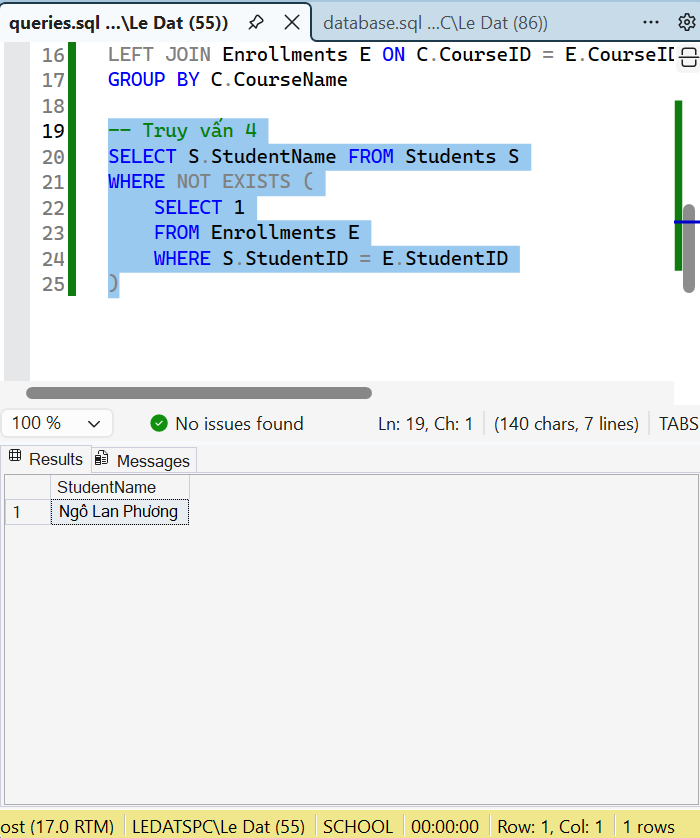 queries.sql ...\Le Dat (55))
database.sql ...C\Le Dat (86))
16 LEFT JOIN Enrollments E ON C.CourseID = E.CourseID
17 GROUP BY C.CourseName
18
19 -- Truy vấn 4
20 SELECT S.StudentName FROM Students S
21 WHERE NOT EXISTS (
22 SELECT 1
23 FROM Enrollments E
24 WHERE S.StudentID = E.StudentID
25 )
100 %
No issues found
Ln: 19, Ch: 1
(140 chars, 7 lines)
TABS
Results
Messages
StudentName
1 Ngô Lan Phương
ost (17.0 RTM)
LEDATSPC\Le Dat (55)
SCHOOL
00:00:00
Row: 1, Col: 1
1 rows